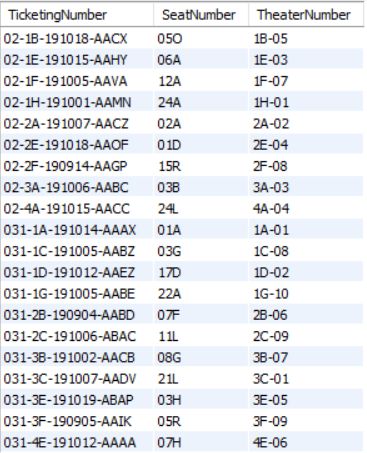 TicketingNumber SeatNumber TheaterNumber
02-1B-191018-AACX 05O 1B-05
02-1E-191015-AAHY 06A 1E-03
02-1F-191005-AAVA 12A 1F-07
02-1H-191001-AAMN 24A 1H-01
02-2A-191007-AACZ 02A 2A-02
02-2E-191018-AAOF 01D 2E-04
02-2F-190914-AAGP 15R 2F-08
02-3A-191006-AABC 03B 3A-03
02-4A-191015-AACC 24L 4A-04
031-1A-191014-AAAX 01A 1A-01
031-1C-191005-AABZ 03G 1C-08
031-1D-191012-AAEZ 17D 1D-02
031-1G-191005-AABE 22A 1G-10
031-2B-190904-AABD 07F 2B-06
031-2C-191006-ABAC 11L 2C-09
031-3B-191002-AACB 08G 3B-07
031-3C-191007-AADV 21L 3C-01
031-3E-191019-ABAP 03H 3E-05
031-3F-190905-AAIK 05R 3F-09
031-4E-191012-AAAA 07H 4E-06